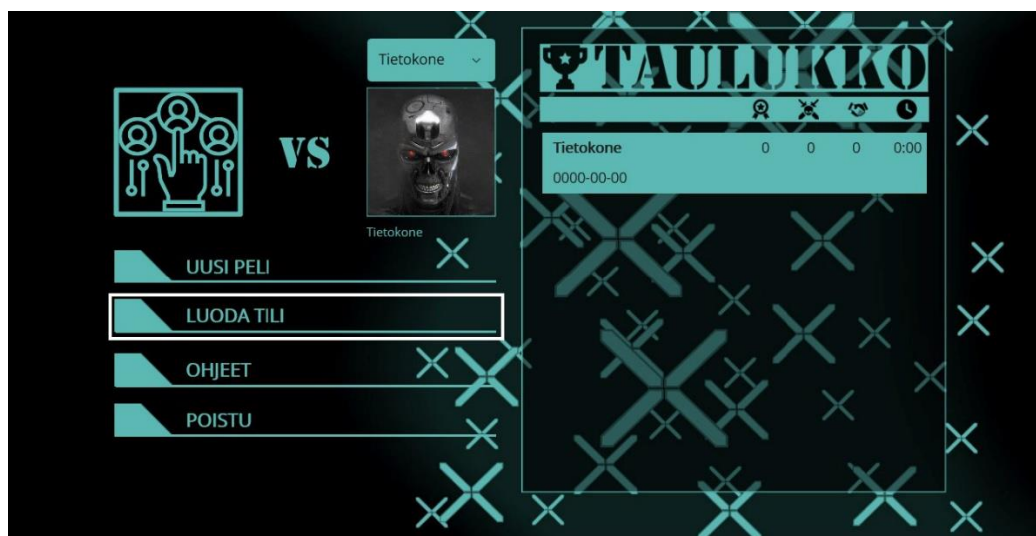 Tietokone
VS
Tietokone
UUSI PELI
LUODA TILI
OHJEET
POISTU
TAULUKKO
Tietokone 0 0 0 0:00
0000-00-00